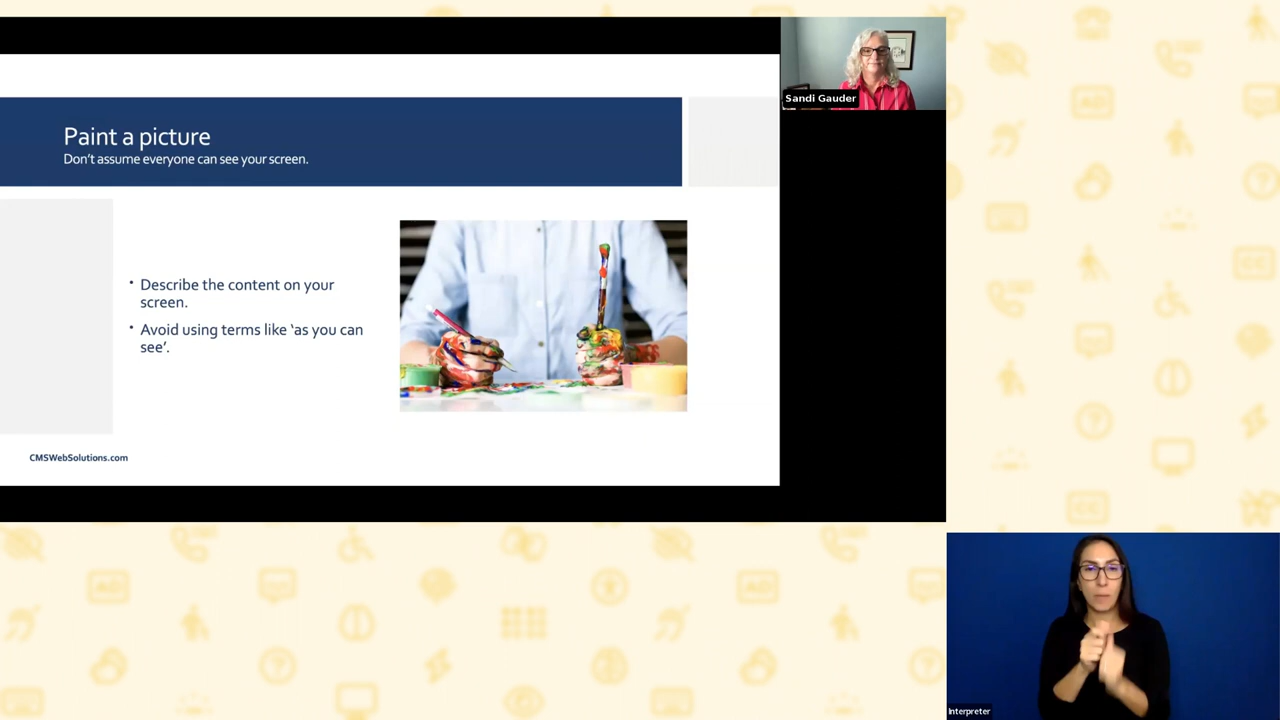 Paint a picture
Don't assume everyone can see your screen.
• Describe the content on your
screen.
• Avoid using terms like ‘as you can
see’.
CMSWebSolutions.com
Sandi Gauder
Interpreter